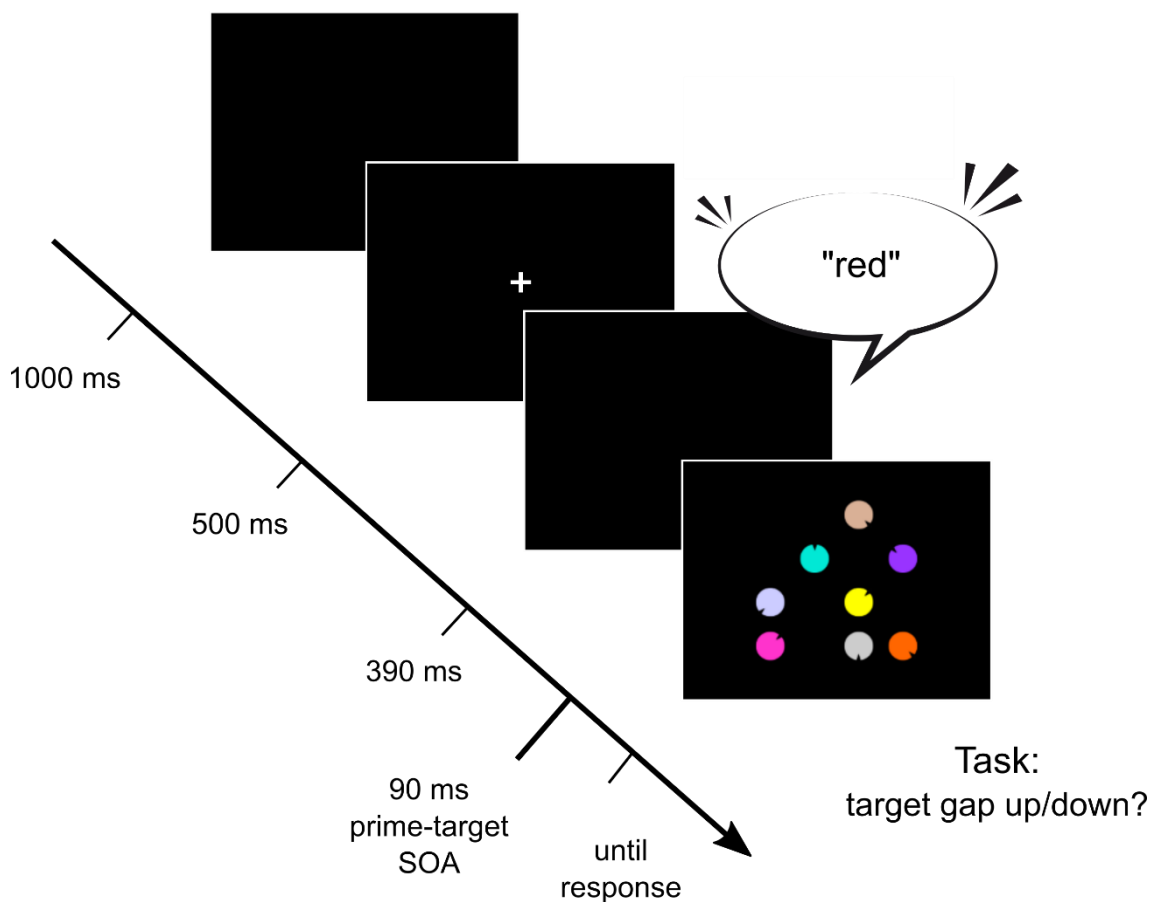 "red"
1000 ms
500 ms
390 ms
90 ms
prime-target
SOA
until
response
Task:
target gap up/down?